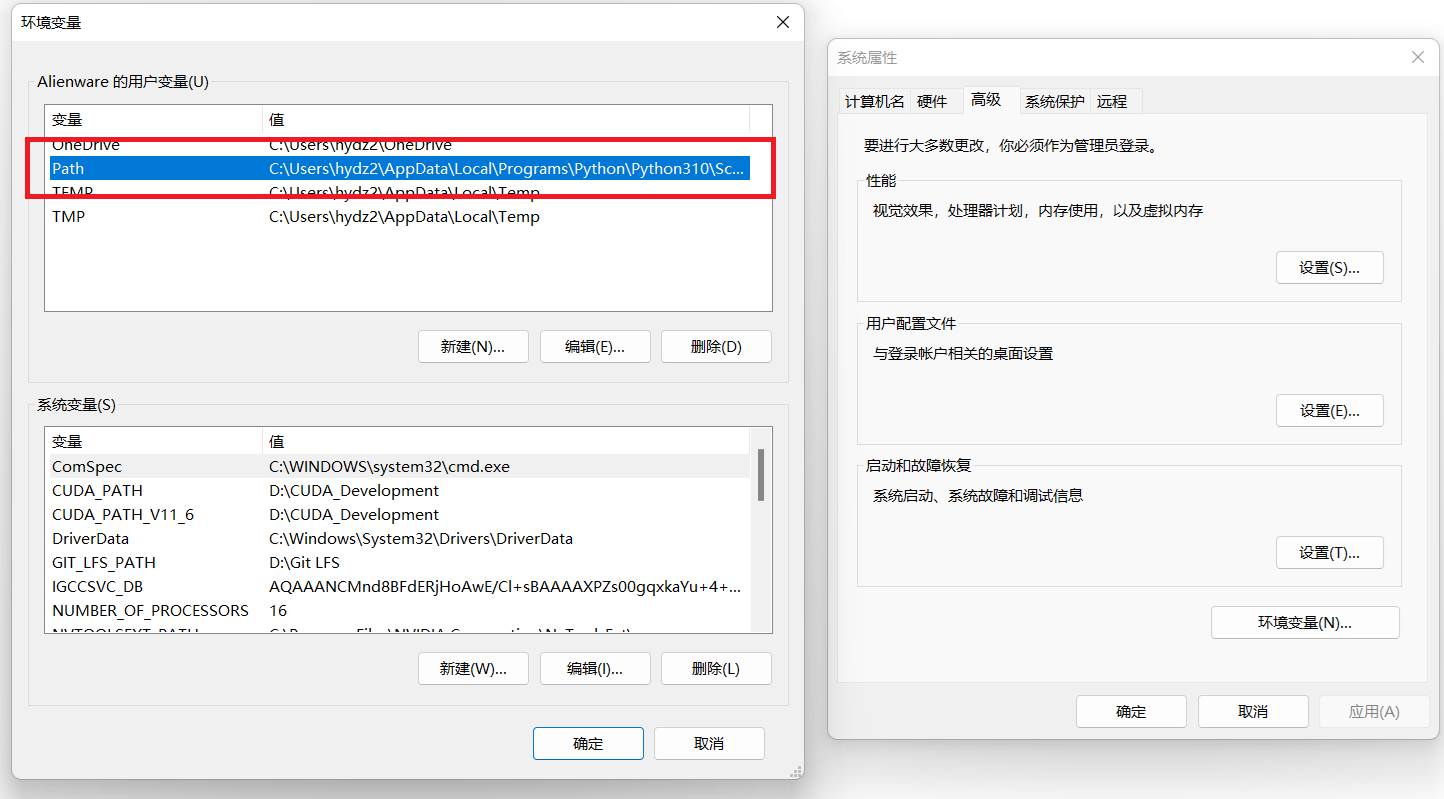 环境变量
Alienware 的用户变量(U)
变量 值
OneDrive C:\Users\hydz2\OneDrive
Path C:\Users\hydz2\AppData\Local\Programs\Python\Python310\Sc...
TEMP C:\Users\hydz2\AppData\Local\Temp
TMP C:\Users\hydz2\AppData\Local\Temp
新建(N)... 编辑(E)... 删除(D)
系统变量(S)
变量 值
ComSpec C:\WINDOWS\system32\cmd.exe
CUDA_PATH D:\CUDA_Development
CUDA_PATH_V11_6 D:\CUDA_Development
DriverData C:\Windows\System32\Drivers\DriverData
GIT_LFS_PATH D:\Git LFS
IGCCSVC_DB AQAAANCMnd8BFdERjHoAwE/Cl+sBAAAAXPZs00gqxkaYu+4+...
NUMBER_OF_PROCESSORS 16
新建(W)... 编辑(I)... 删除(L)
确定 取消
系统属性
计算机名 硬件 高级 系统保护 远程
要进行大多数更改，你必须作为管理员登录。
性能
视觉效果，处理器计划，内存使用，以及虚拟内存
设置(S)...
用户配置文件
与登录帐户相关的桌面设置
设置(E)...
启动和故障恢复
系统启动、系统故障和调试信息
设置(T)...
环境变量(N)...
确定 取消 应用(A)